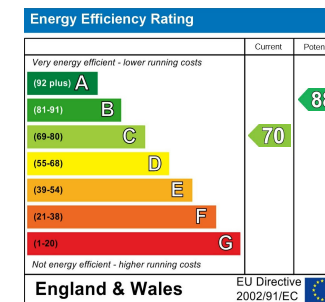 Energy Efficiency Rating
Current
Very energy efficient - lower running costs
(92 plus) A
(81-91) B
(69-80) C
70
(55-68) D
(39-54) E
(21-38) F
(1-20) G
Not energy efficient - higher running costs
England & Wales
EU Directive
2002/91/EC